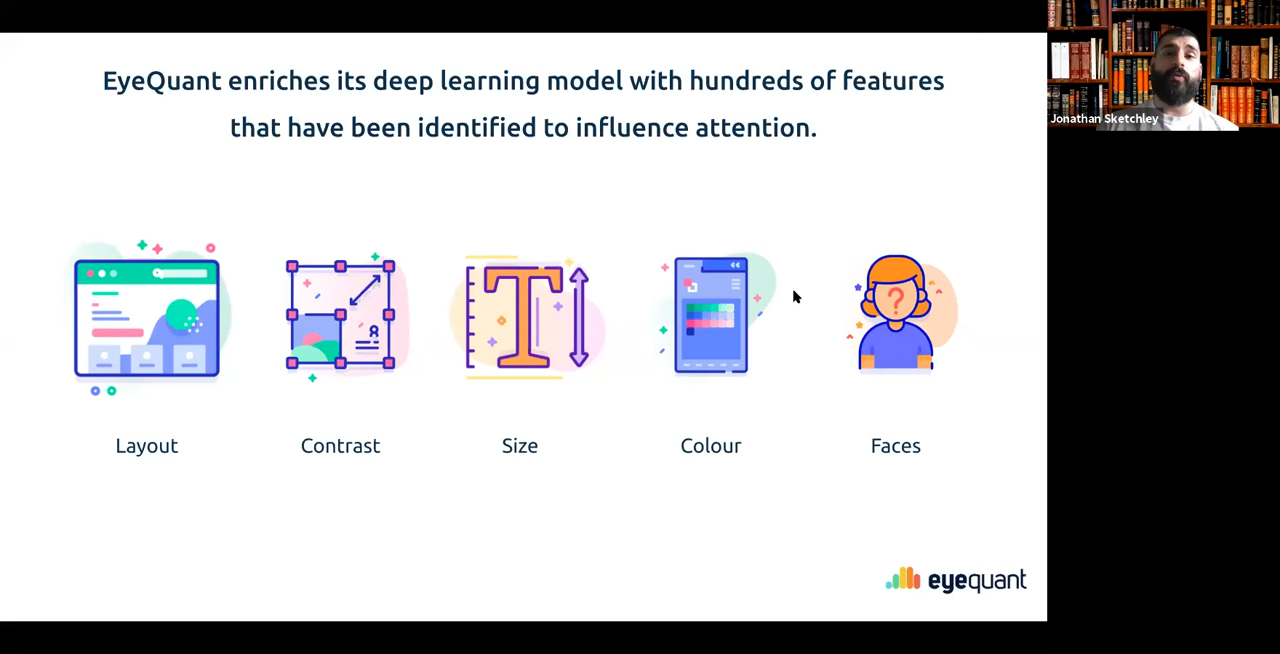 EyeQuant enriches its deep learning model with hundreds of features
that have been identified to influence attention.
Layout
Contrast
Size
Colour
Faces
eyequant
Jonathan Sketchley